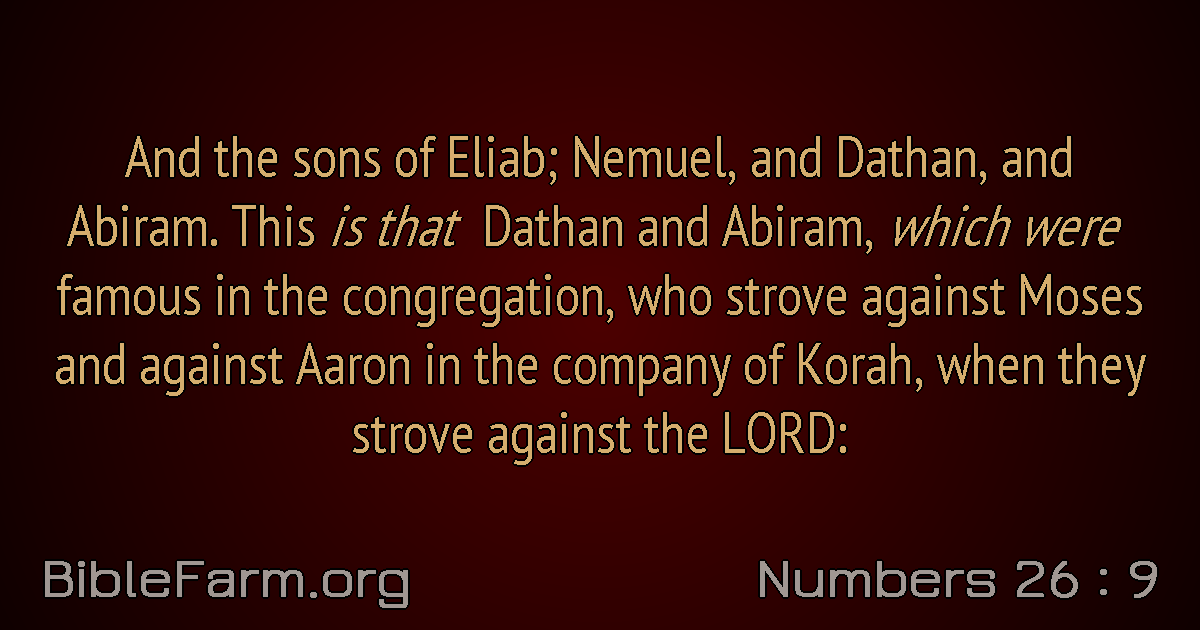 And the sons of Eliab; Nemuel, and Dathan, and
Abiram. This is that Dathan and Abiram, which were
famous in the congregation, who strove against Moses
and against Aaron in the company of Korah, when they
strove against the LORD:
BibleFarm.org
Numbers 26 : 9